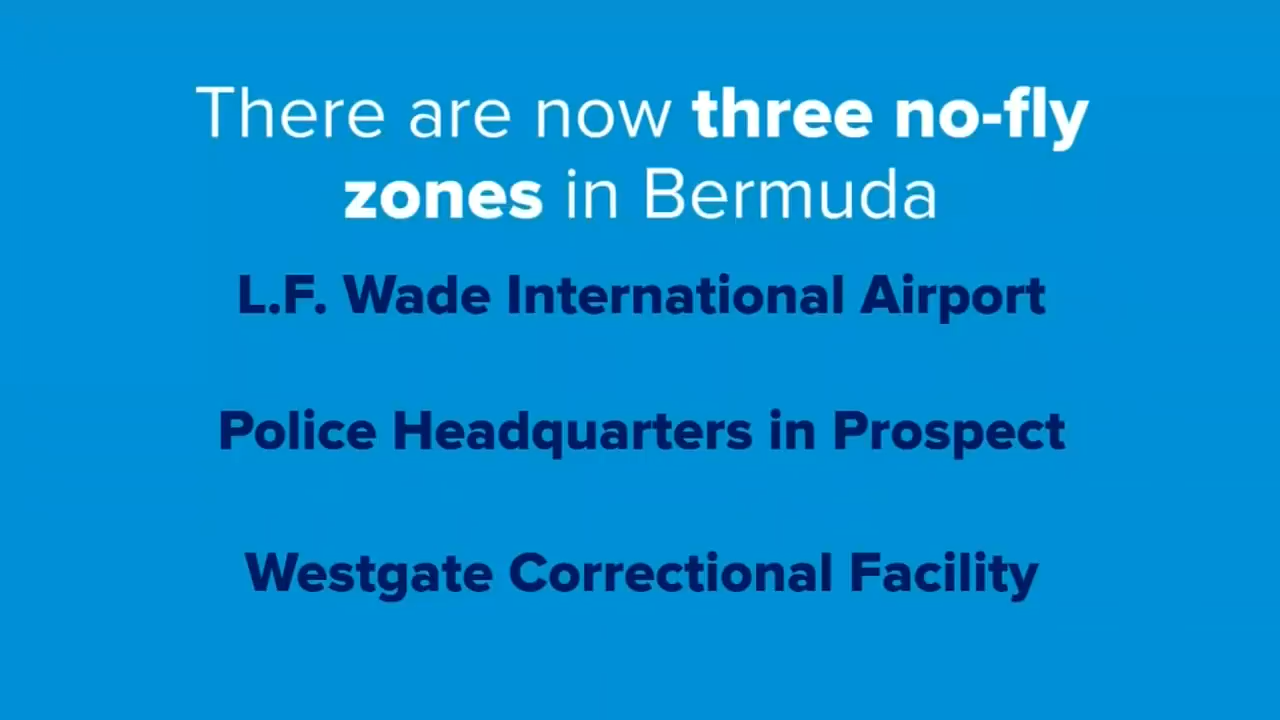 There are now three no-fly
zones in Bermuda
L.F. Wade International Airport
Police Headquarters in Prospect
Westgate Correctional Facility